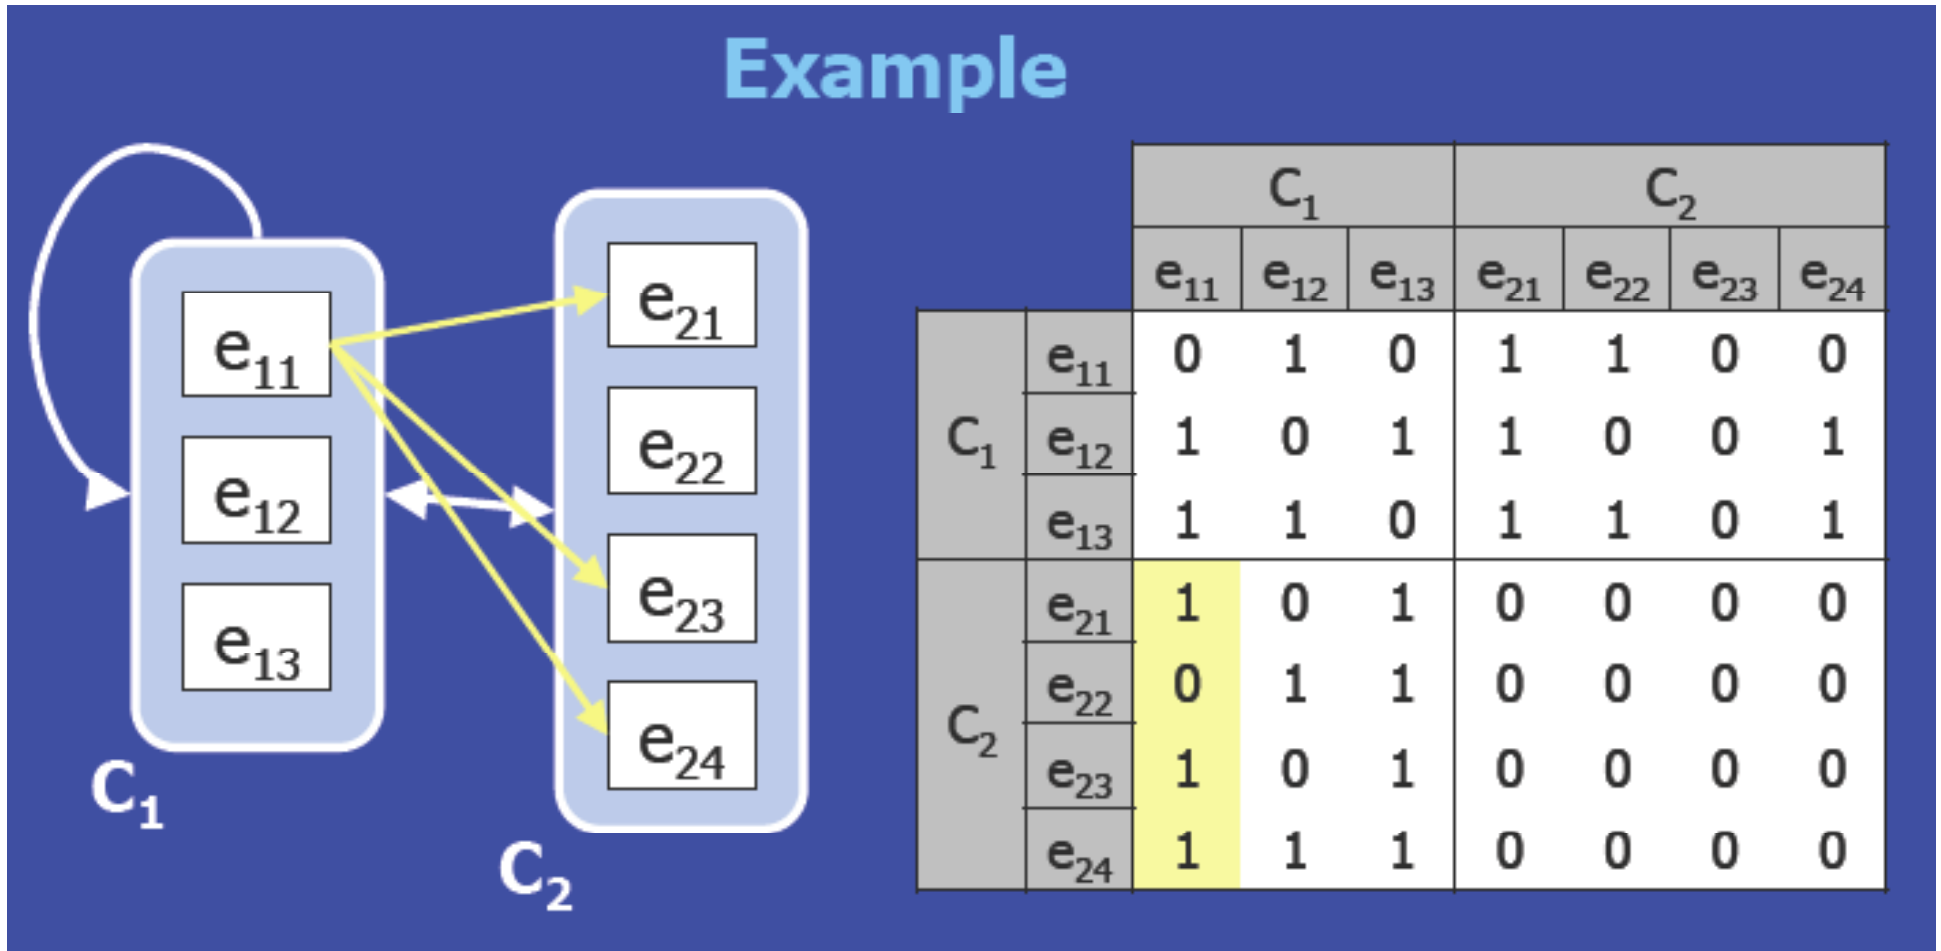 Example
e11
e12
e13
C1
e21
e22
e23
e24
C2
C1 C2
e11 e12 e13 e21 e22 e23 e24
C1 e11 0 1 0 1 1 0 0
e12 1 0 1 1 0 0 1
e13 1 1 0 1 1 0 1
C2 e21 1 0 1 0 0 0 0
e22 0 1 1 0 0 0 0
e23 1 0 1 0 0 0 0
e24 1 1 1 0 0 0 0